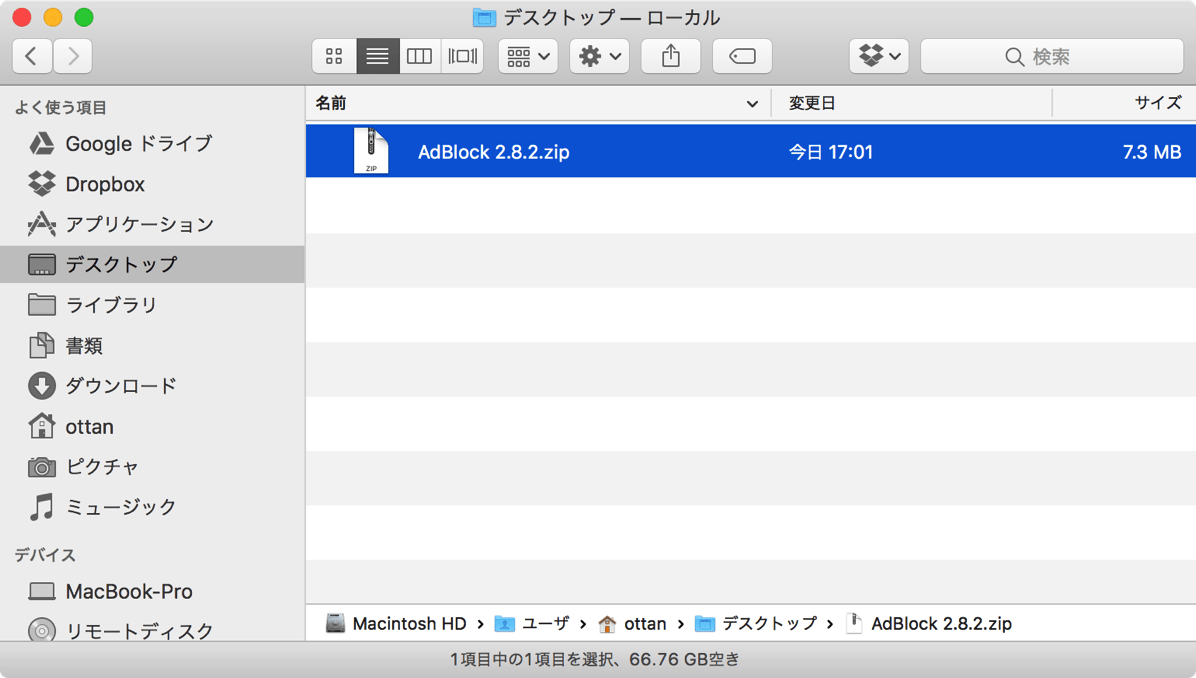 デスクトップ — ローカル
検索
よく使う項目
Google ドライブ
Dropbox
アプリケーション
デスクトップ
ライブラリ
書類
ダウンロード
ottan
ピクチャ
ミュージック
デバイス
MacBook-Pro
リモートディスク
名前 変更日 サイズ
ZIP
AdBlock 2.8.2.zip 今日 17:01 7.3 MB
Macintosh HD › ユーザ › ottan › デスクトップ › AdBlock 2.8.2.zip
1項目中の1項目を選択、66.76 GB空き